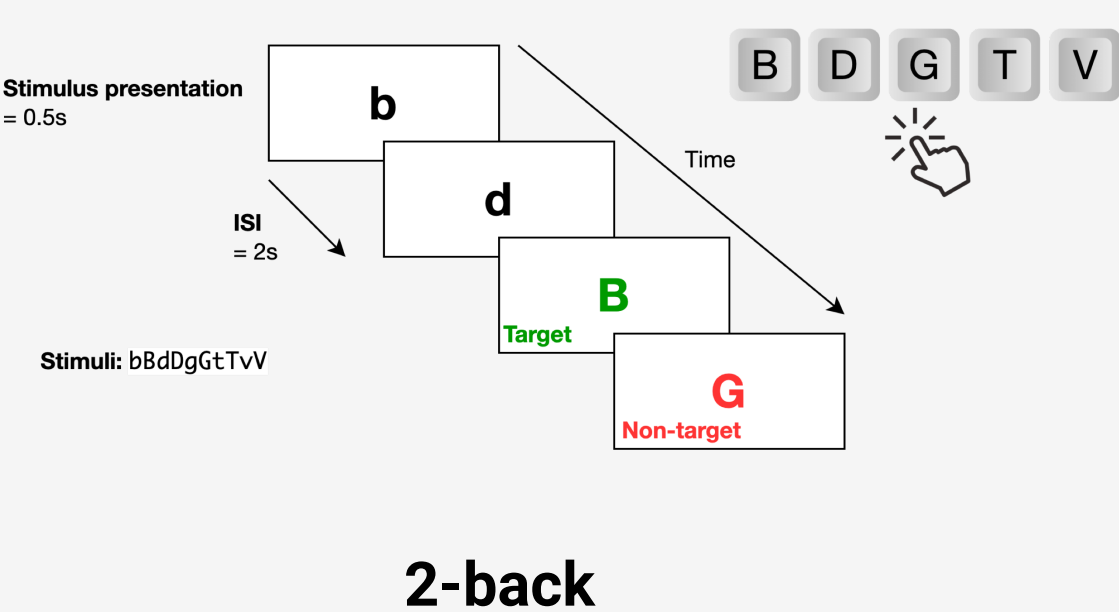 B D G T V
Stimulus presentation
= 0.5s
b
d
Time
ISI
= 2s
B
Target
Stimuli: bBdDgGtTvV
G
Non-target
2-back